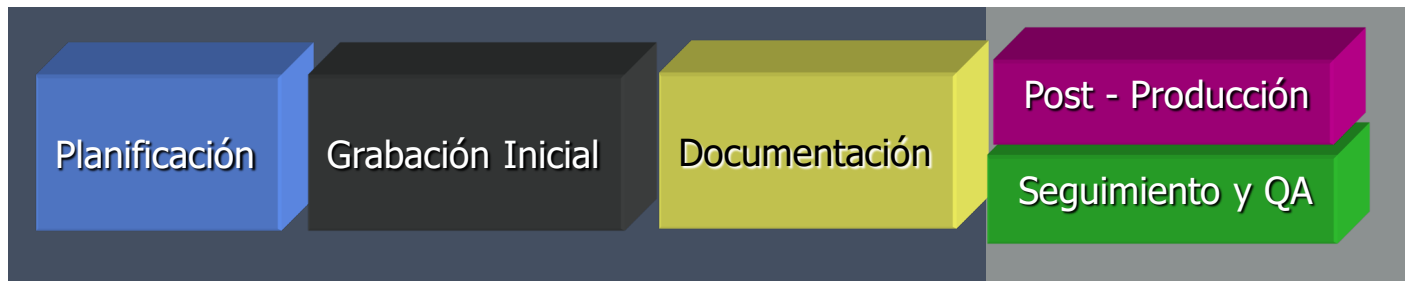 Planificación
Grabación Inicial
Documentación
Post - Producción
Seguimiento y QA